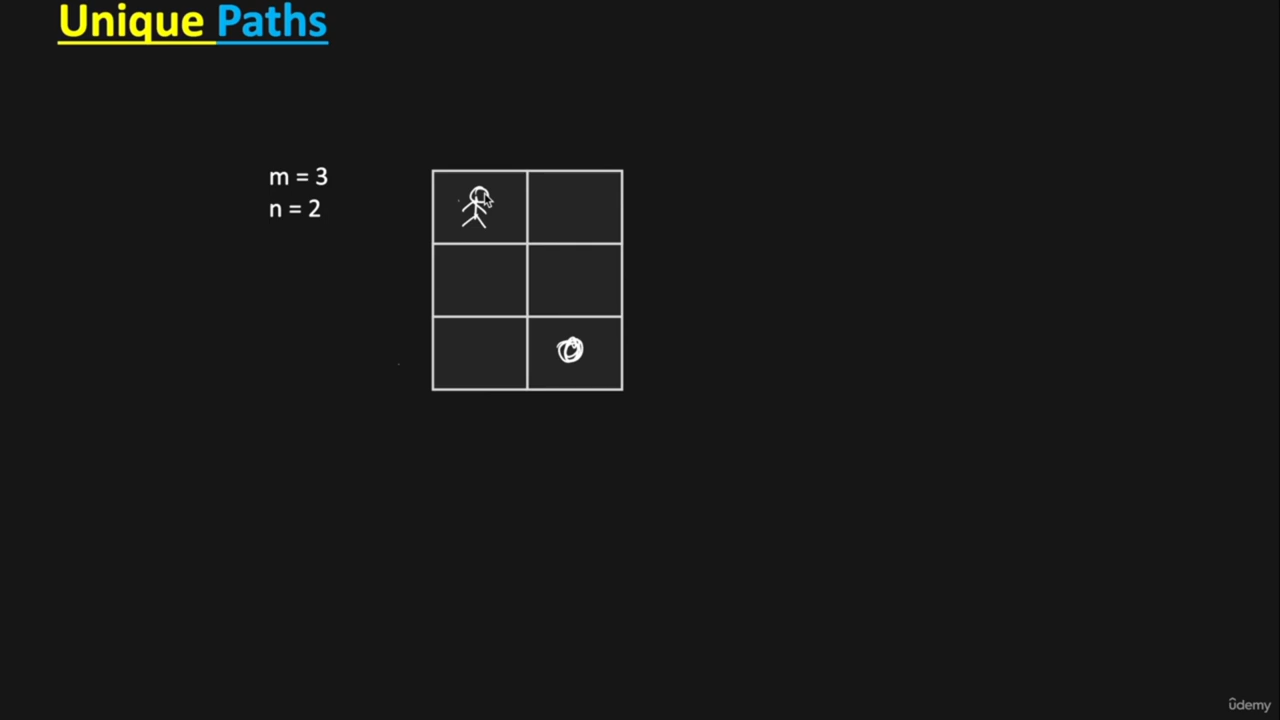 Unique Paths
m = 3
n = 2
ûdemy